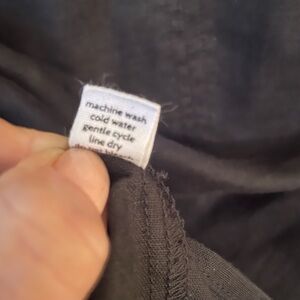 machine wash
cold water
gentle cycle
line dry